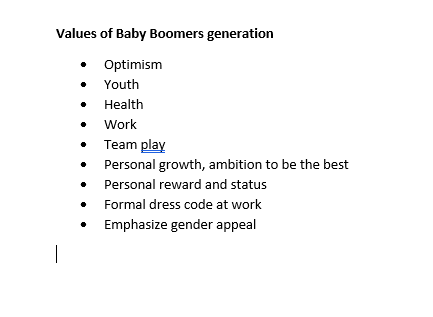 Values of Baby Boomers generation
• Optimism
• Youth
• Health
• Work
• Team play
• Personal growth, ambition to be the best
• Personal reward and status
• Formal dress code at work
• Emphasize gender appeal